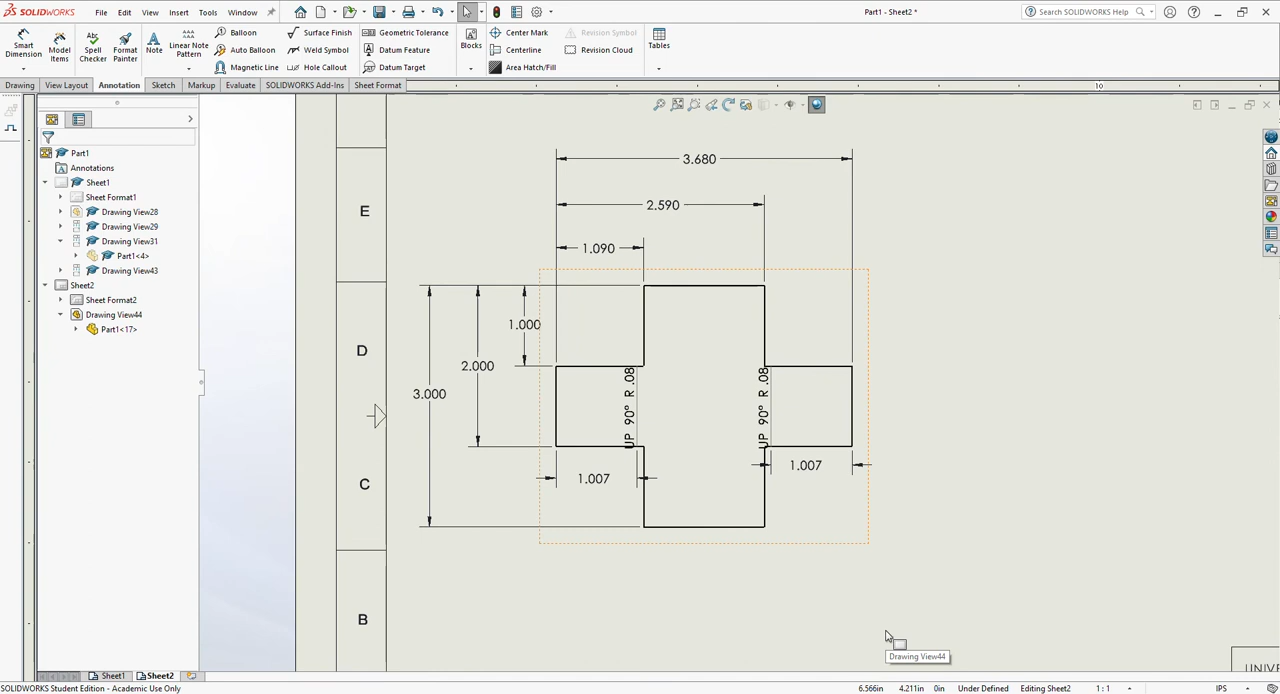 SOLIDWORKS File Edit View Insert Tools Window Part1 - Sheet2 * Search SOLIDWORKS Help
Smart Dimension
Model Items
Spell Checker
Format Painter
Note
Linear Note Pattern
Balloon
Auto Balloon
Magnetic Line
Surface Finish
Weld Symbol
Hole Callout
Geometric Tolerance
Datum Feature
Datum Target
Blocks
Center Mark
Centerline
Area Hatch/Fill
Revision Symbol
Revision Cloud
Tables
Drawing View Layout Annotation Sketch Markup Evaluate SOLIDWORKS Add-Ins Sheet Format
10
Part1
Annotations
Sheet1
Sheet Format1
Drawing View28
Drawing View29
Drawing View31
Part1<4>
Drawing View43
Sheet2
Sheet Format2
Drawing View44
Part1<17>
E
D
C
B
3.680
2.590
1.090
1.000
2.000
3.000
UP 90° R .08
UP 90° R .08
1.007
1.007
Drawing View44
UNIVE
Sheet1 Sheet2
SOLIDWORKS Student Edition - Academic Use Only 6.566in 4.211in 0in Under Defined Editing Sheet2 1 : 1 IPS